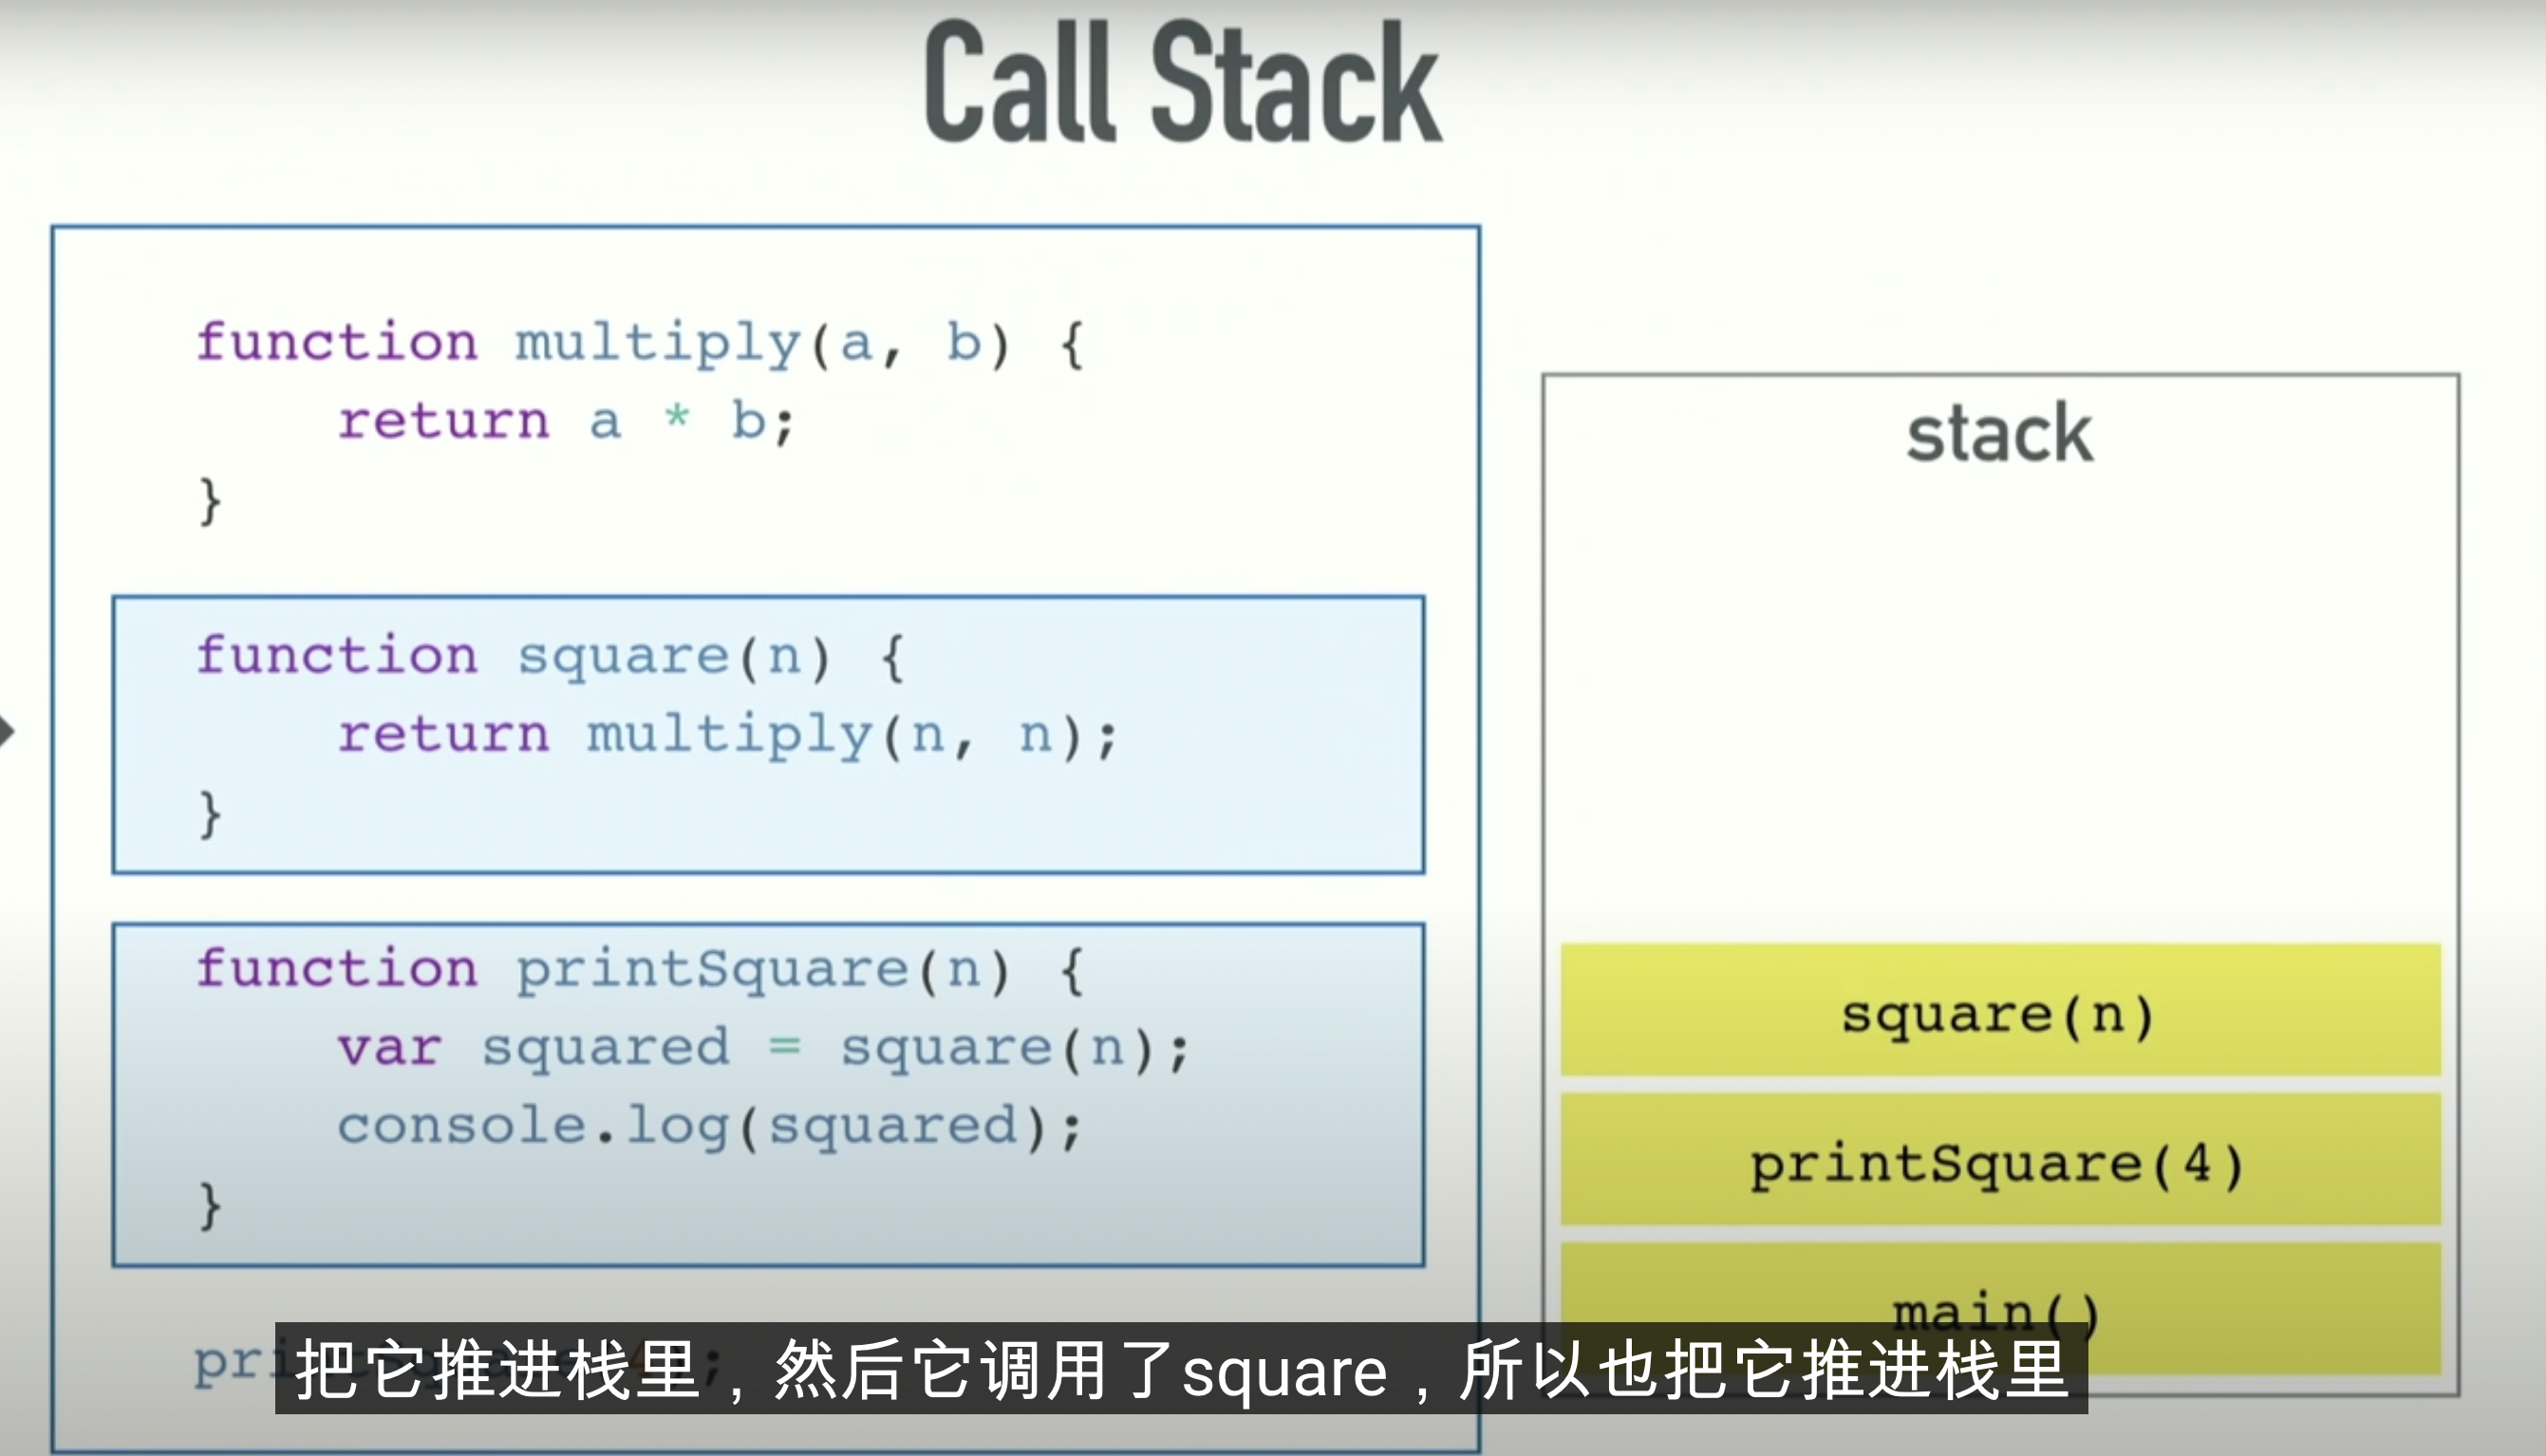 Call Stack
function multiply(a, b) {
return a * b;
}
function square(n) {
return multiply(n, n);
}
function printSquare(n) {
var squared = square(n);
console.log(squared);
}
printSquare(4);
stack
square(n)
printSquare(4)
main()
把它推进栈里，然后它调用了square，所以也把它推进栈里